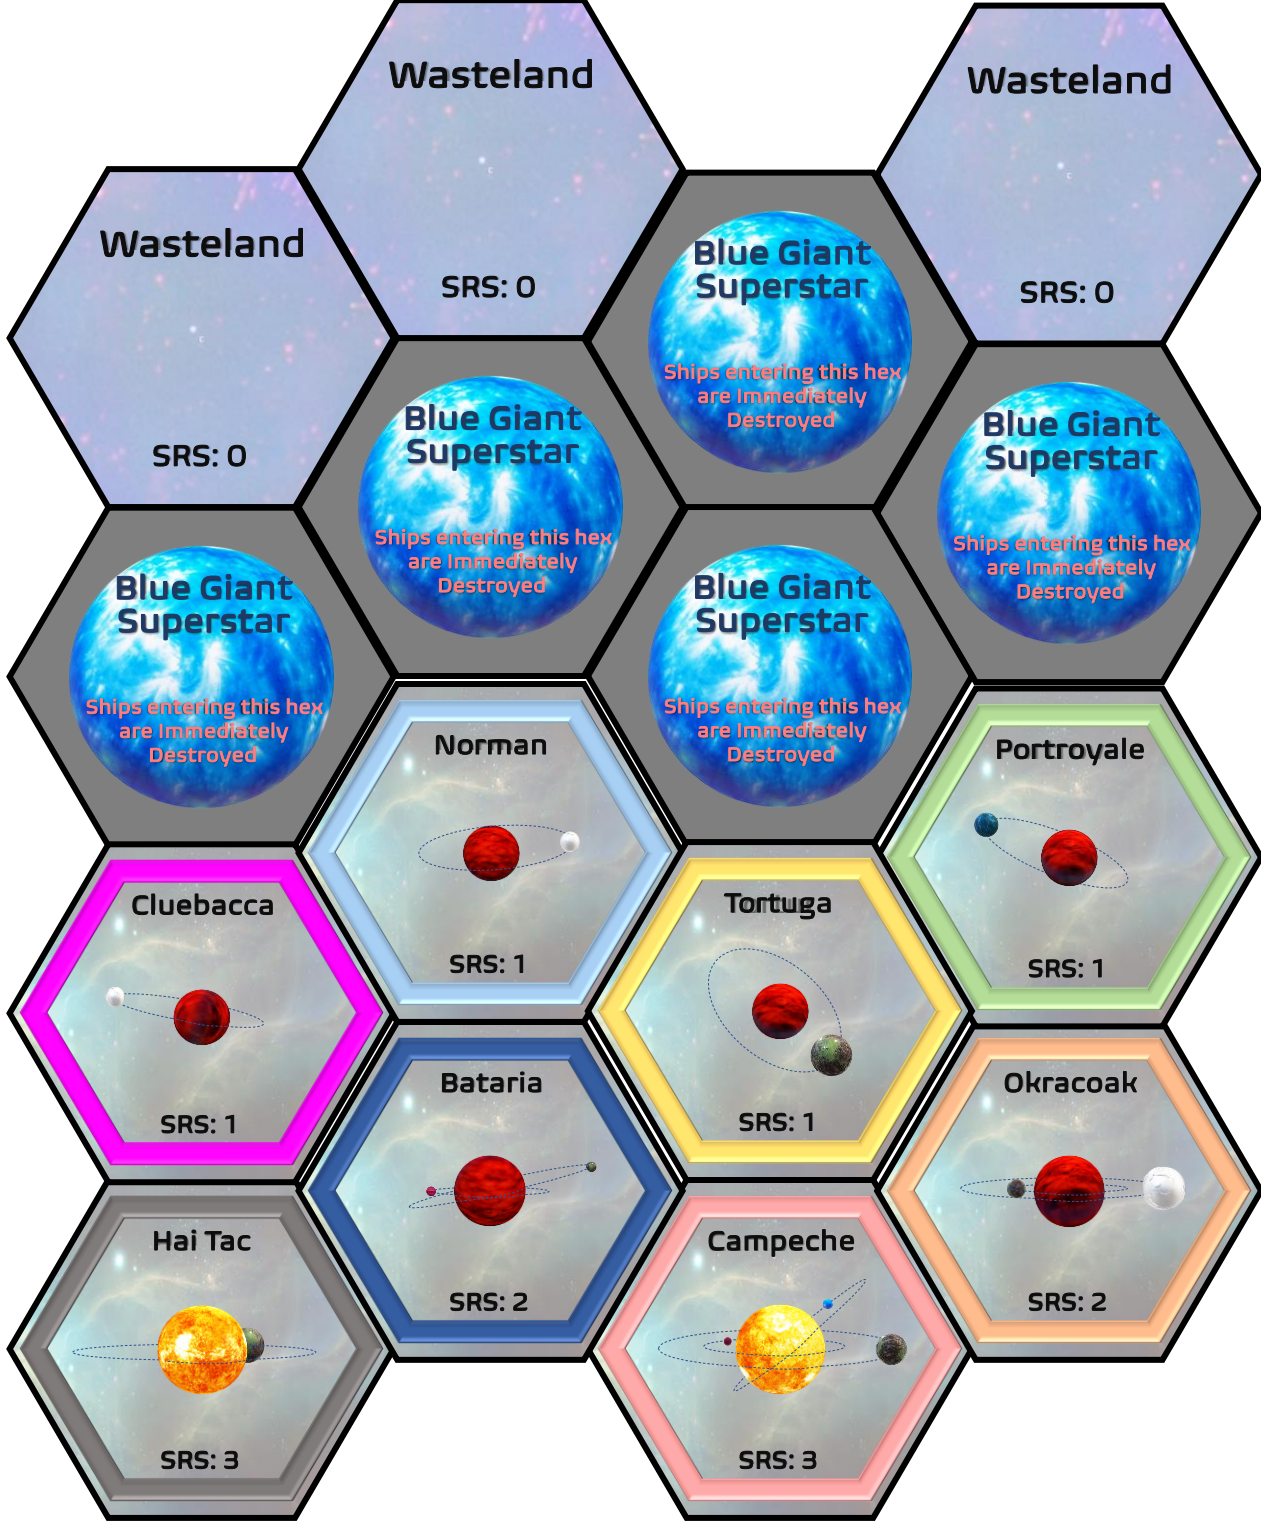 Wasteland
SRS: 0
Wasteland
SRS: 0
Wasteland
SRS: 0
Blue Giant
Superstar
Ships entering this hex
are Immediately
Destroyed
Blue Giant
Superstar
Ships entering this hex
are Immediately
Destroyed
Blue Giant
Superstar
Ships entering this hex
are Immediately
Destroyed
Blue Giant
Superstar
Ships entering this hex
are Immediately
Destroyed
Blue Giant
Superstar
Ships entering this hex
are Immediately
Destroyed
Norman
SRS: 1
Portroyale
SRS: 1
Cluebacca
SRS: 1
Tortuga
SRS: 1
Bataria
SRS: 2
Okracoak
SRS: 2
Hai Tac
SRS: 3
Campeche
SRS: 3